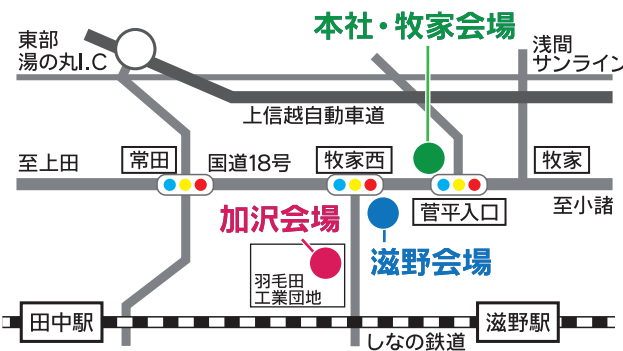 本社・牧家会場
東部
湯の丸I.C
浅間
サンライン
上信越自動車道
至上田
常田
国道18号
牧家西
牧家
菅平入口
至小諸
加沢会場
滋野会場
羽毛田
工業団地
田中駅
滋野駅
しなの鉄道